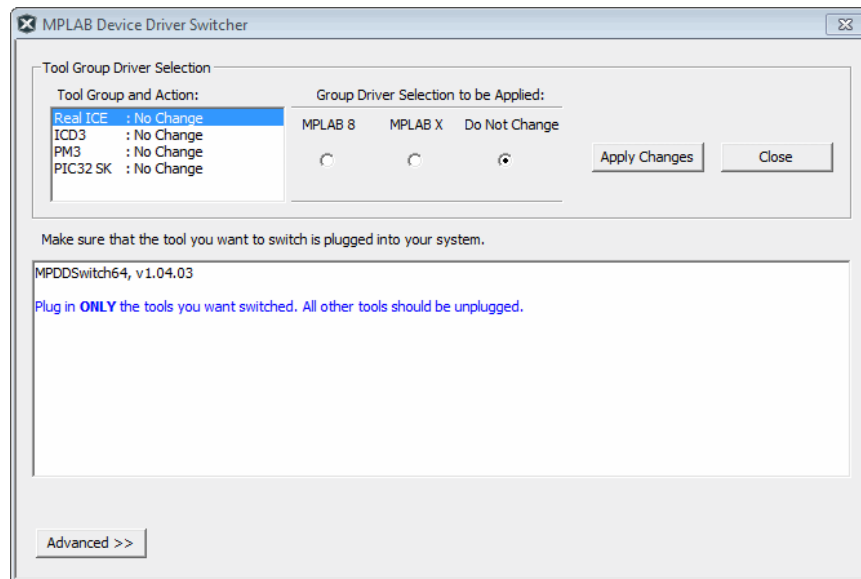 MPLAB Device Driver Switcher
Tool Group Driver Selection
Tool Group and Action:
Real ICE : No Change
ICD3 : No Change
PM3 : No Change
PIC32 SK : No Change
Group Driver Selection to be Applied:
MPLAB 8 MPLAB X Do Not Change
Apply Changes Close
Make sure that the tool you want to switch is plugged into your system.
MPDDSwitch64, v1.04.03
Plug in ONLY the tools you want switched. All other tools should be unplugged.
Advanced >>